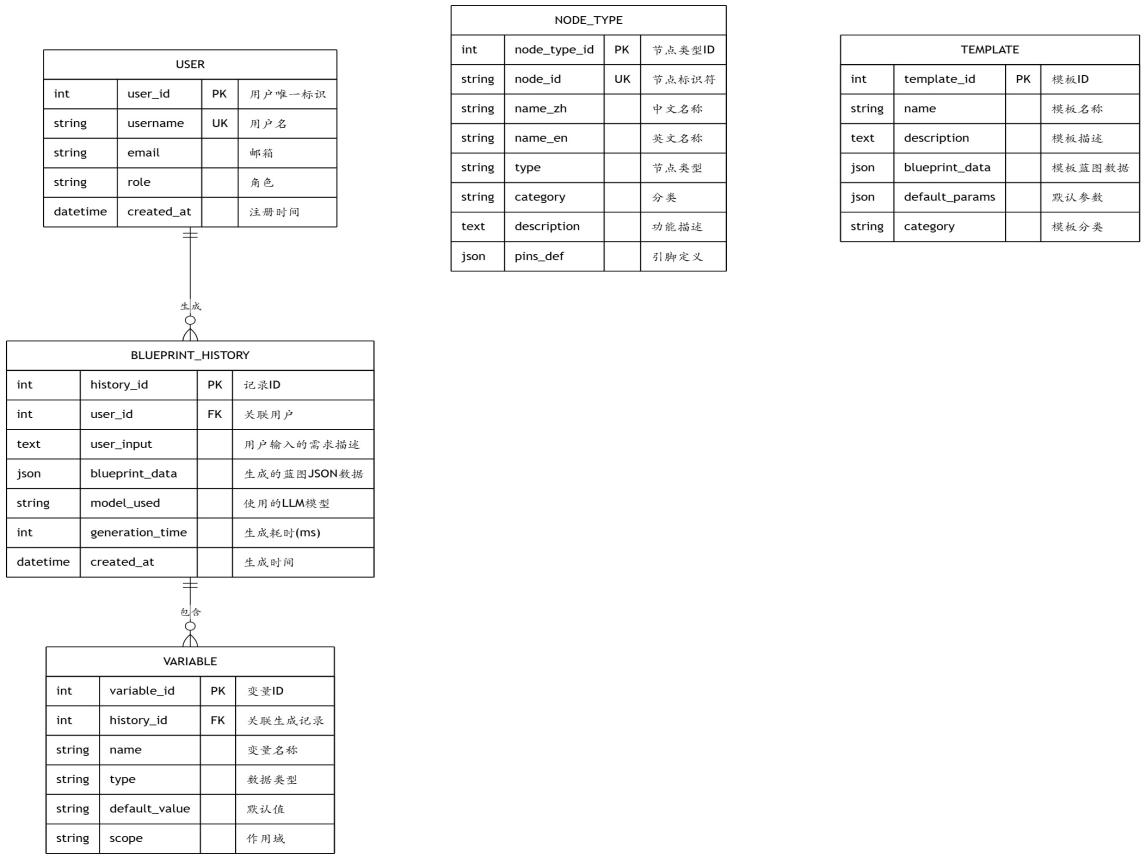 USER
int user_id PK 用户唯一标识
string username UK 用户名
string email 邮箱
string role 角色
datetime created_at 注册时间
生成
BLUEPRINT_HISTORY
int history_id PK 记录ID
int user_id FK 关联用户
text user_input 用户输入的需求描述
json blueprint_data 生成的蓝图JSON数据
string model_used 使用的LLM模型
int generation_time 生成耗时(ms)
datetime created_at 生成时间
包含
VARIABLE
int variable_id PK 变量ID
int history_id FK 关联生成记录
string name 变量名称
string type 数据类型
string default_value 默认值
string scope 作用域
NODE_TYPE
int node_type_id PK 节点类型ID
string node_id UK 节点标识符
string name_zh 中文名称
string name_en 英文名称
string type 节点类型
string category 分类
text description 功能描述
json pins_def 引脚定义
TEMPLATE
int template_id PK 模板ID
string name 模板名称
text description 模板描述
json blueprint_data 模板蓝图数据
json default_params 默认参数
string category 模板分类